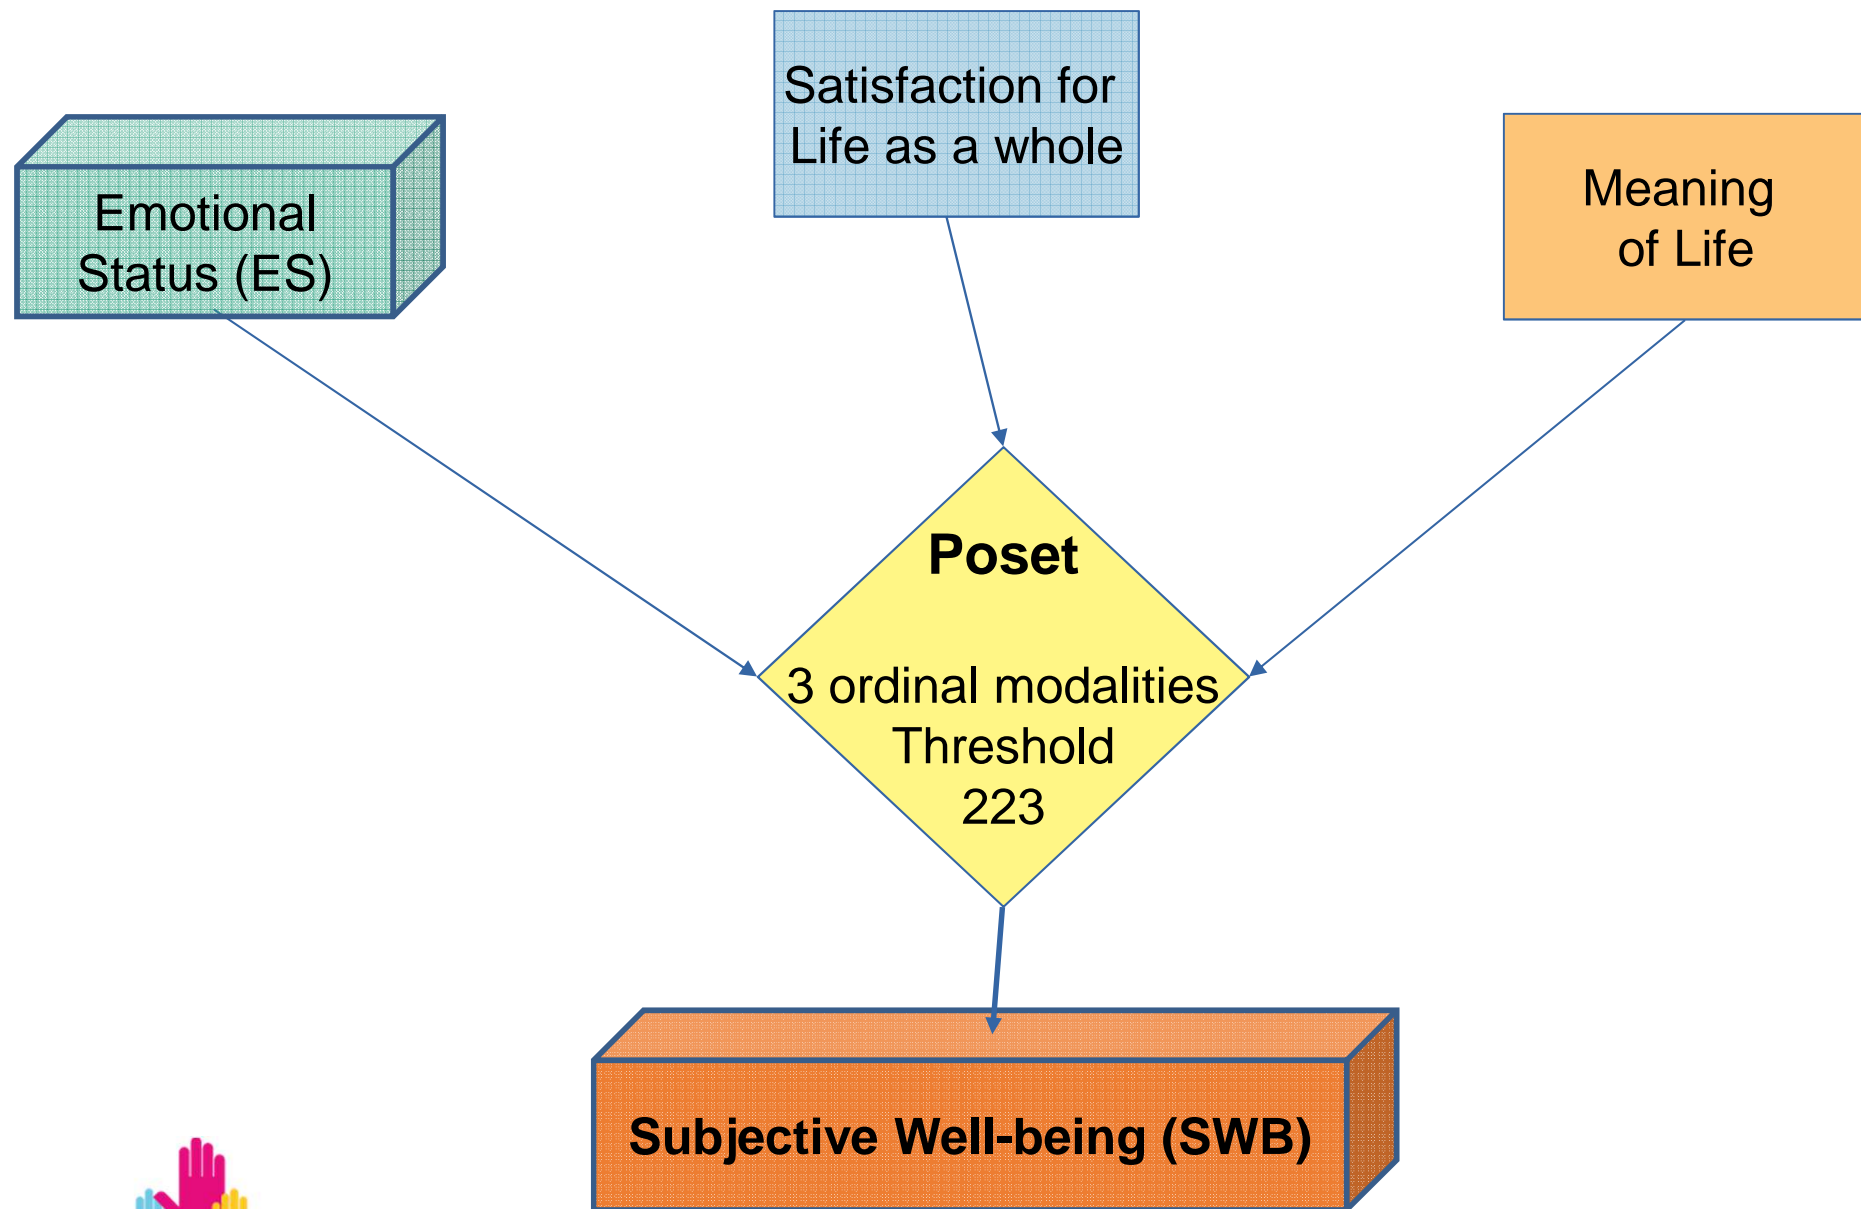 Satisfaction for
Life as a whole
Emotional
Status (ES)
Meaning
of Life
Poset
3 ordinal modalities
Threshold
223
Subjective Well-being (SWB)